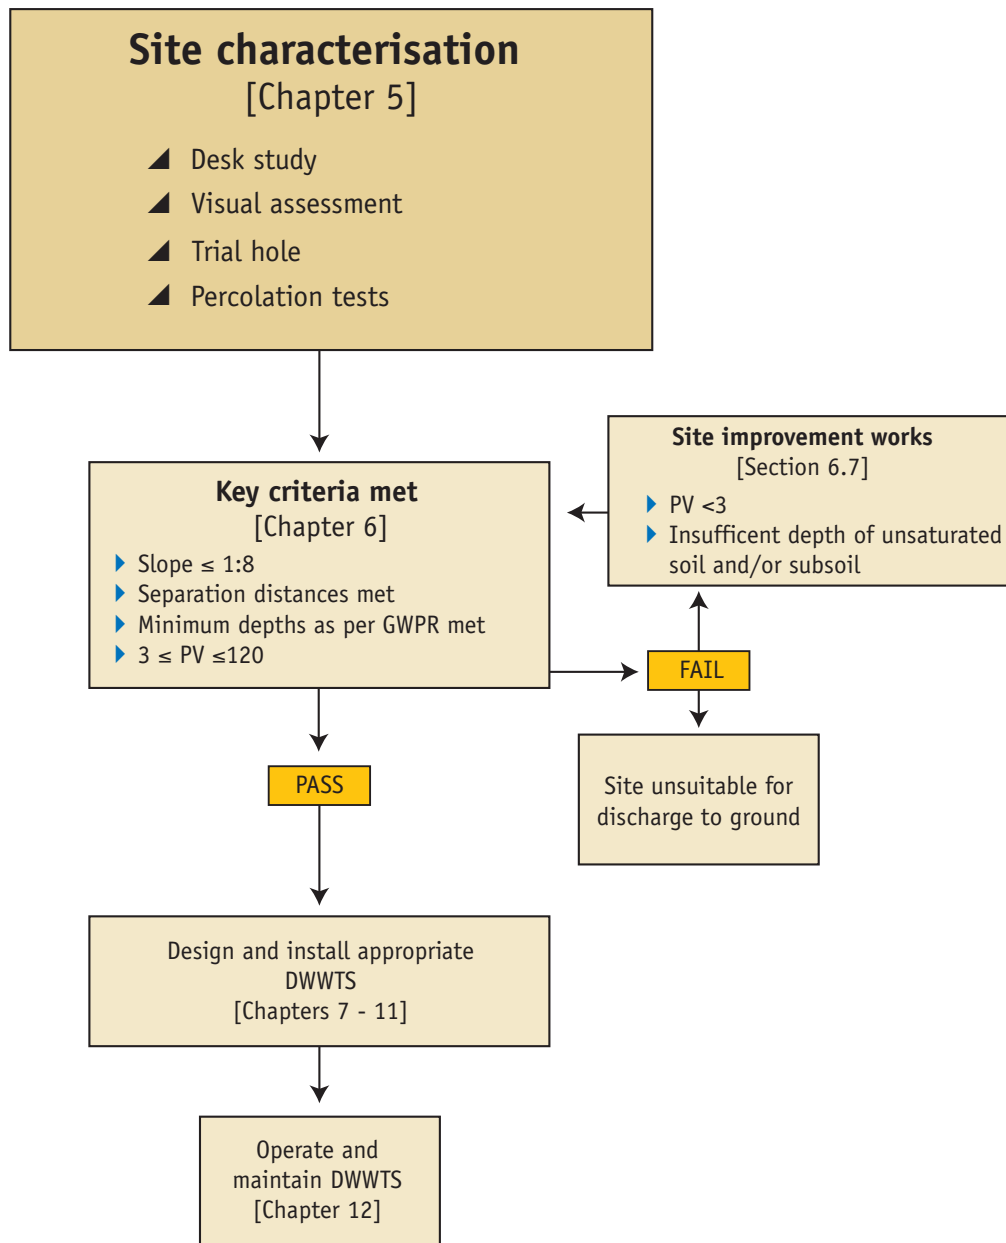 Site characterisation
[Chapter 5]
Desk study
Visual assessment
Trial hole
Percolation tests
Key criteria met
[Chapter 6]
Slope ≤ 1:8
Separation distances met
Minimum depths as per GWPR met
3 ≤ PV ≤120
Site improvement works
[Section 6.7]
PV <3
Insufficent depth of unsaturated
soil and/or subsoil
FAIL
Site unsuitable for
discharge to ground
PASS
Design and install appropriate
DWWTS
[Chapters 7 - 11]
Operate and
maintain DWWTS
[Chapter 12]